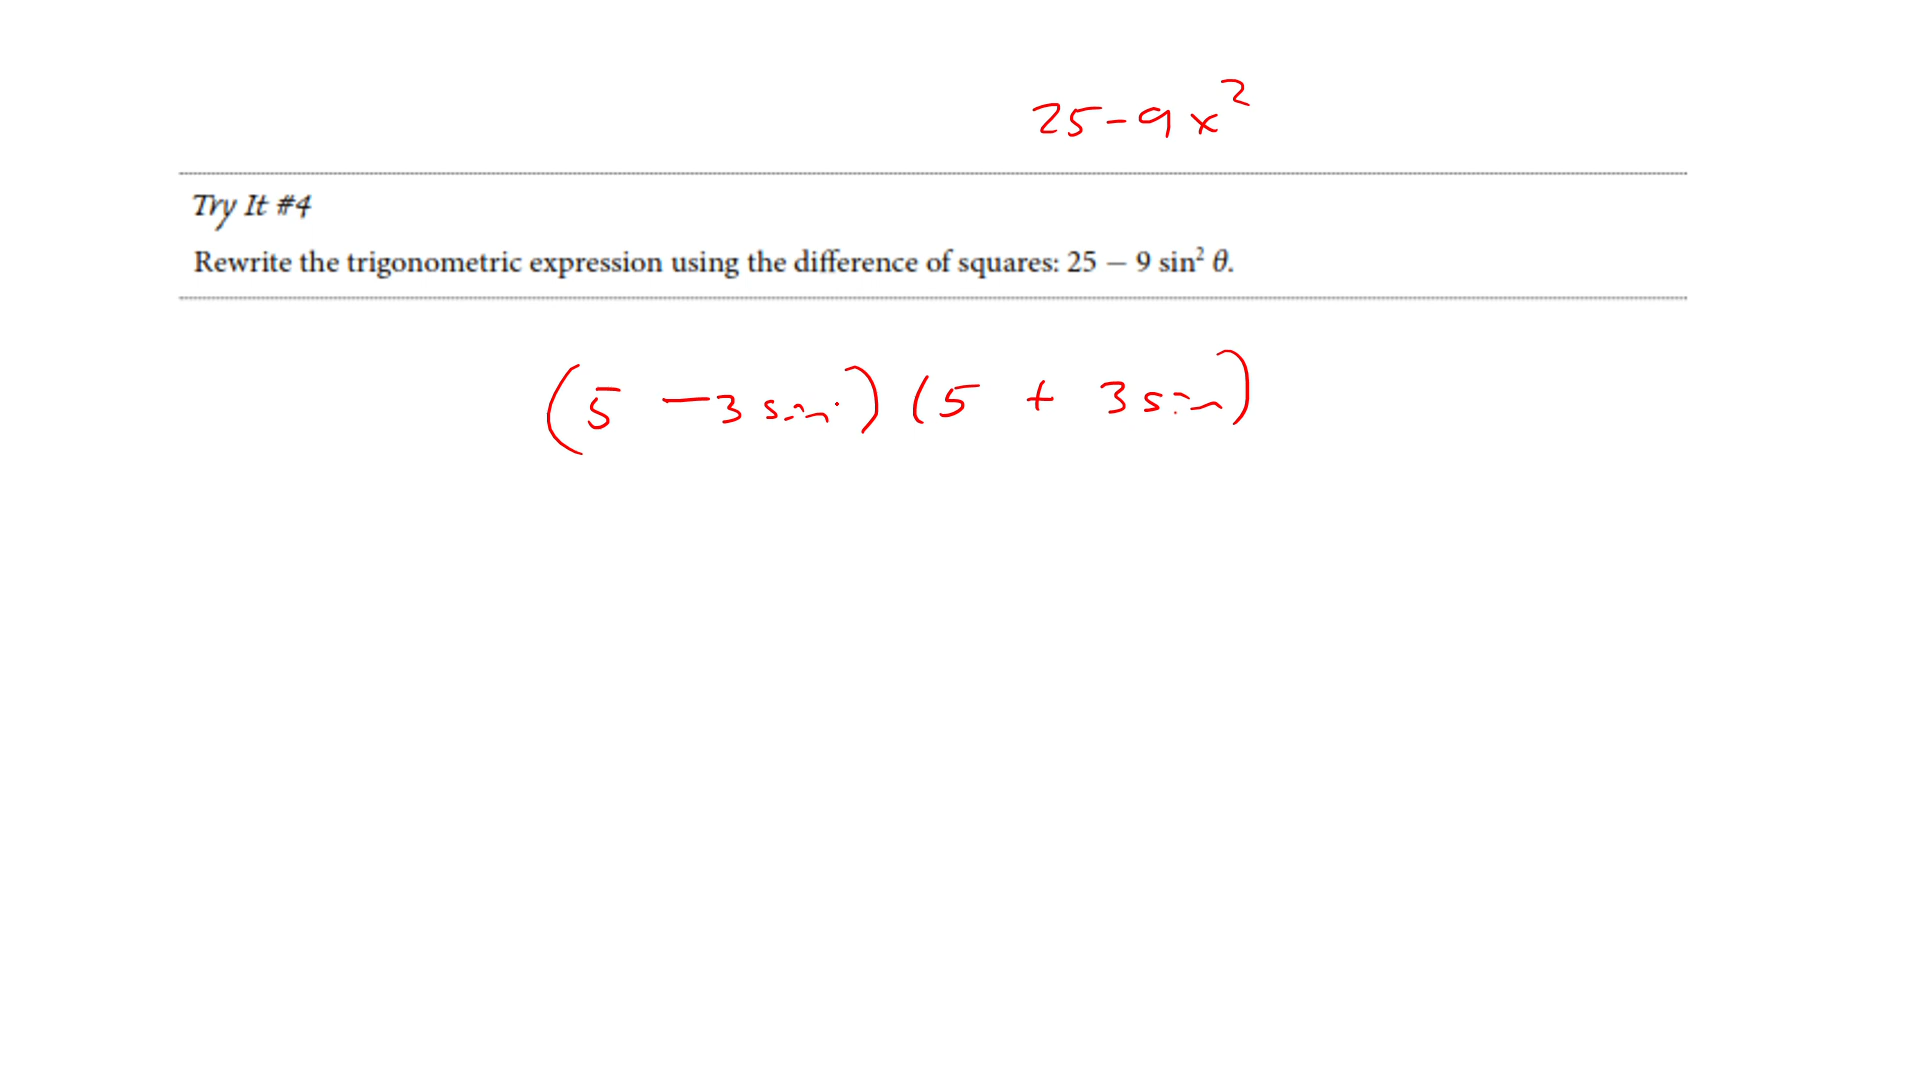 25-9x²
Try It #4
Rewrite the trigonometric expression using the difference of squares: 25 – 9 sin² θ.
(5 - 3 sin) (5 + 3 sin)